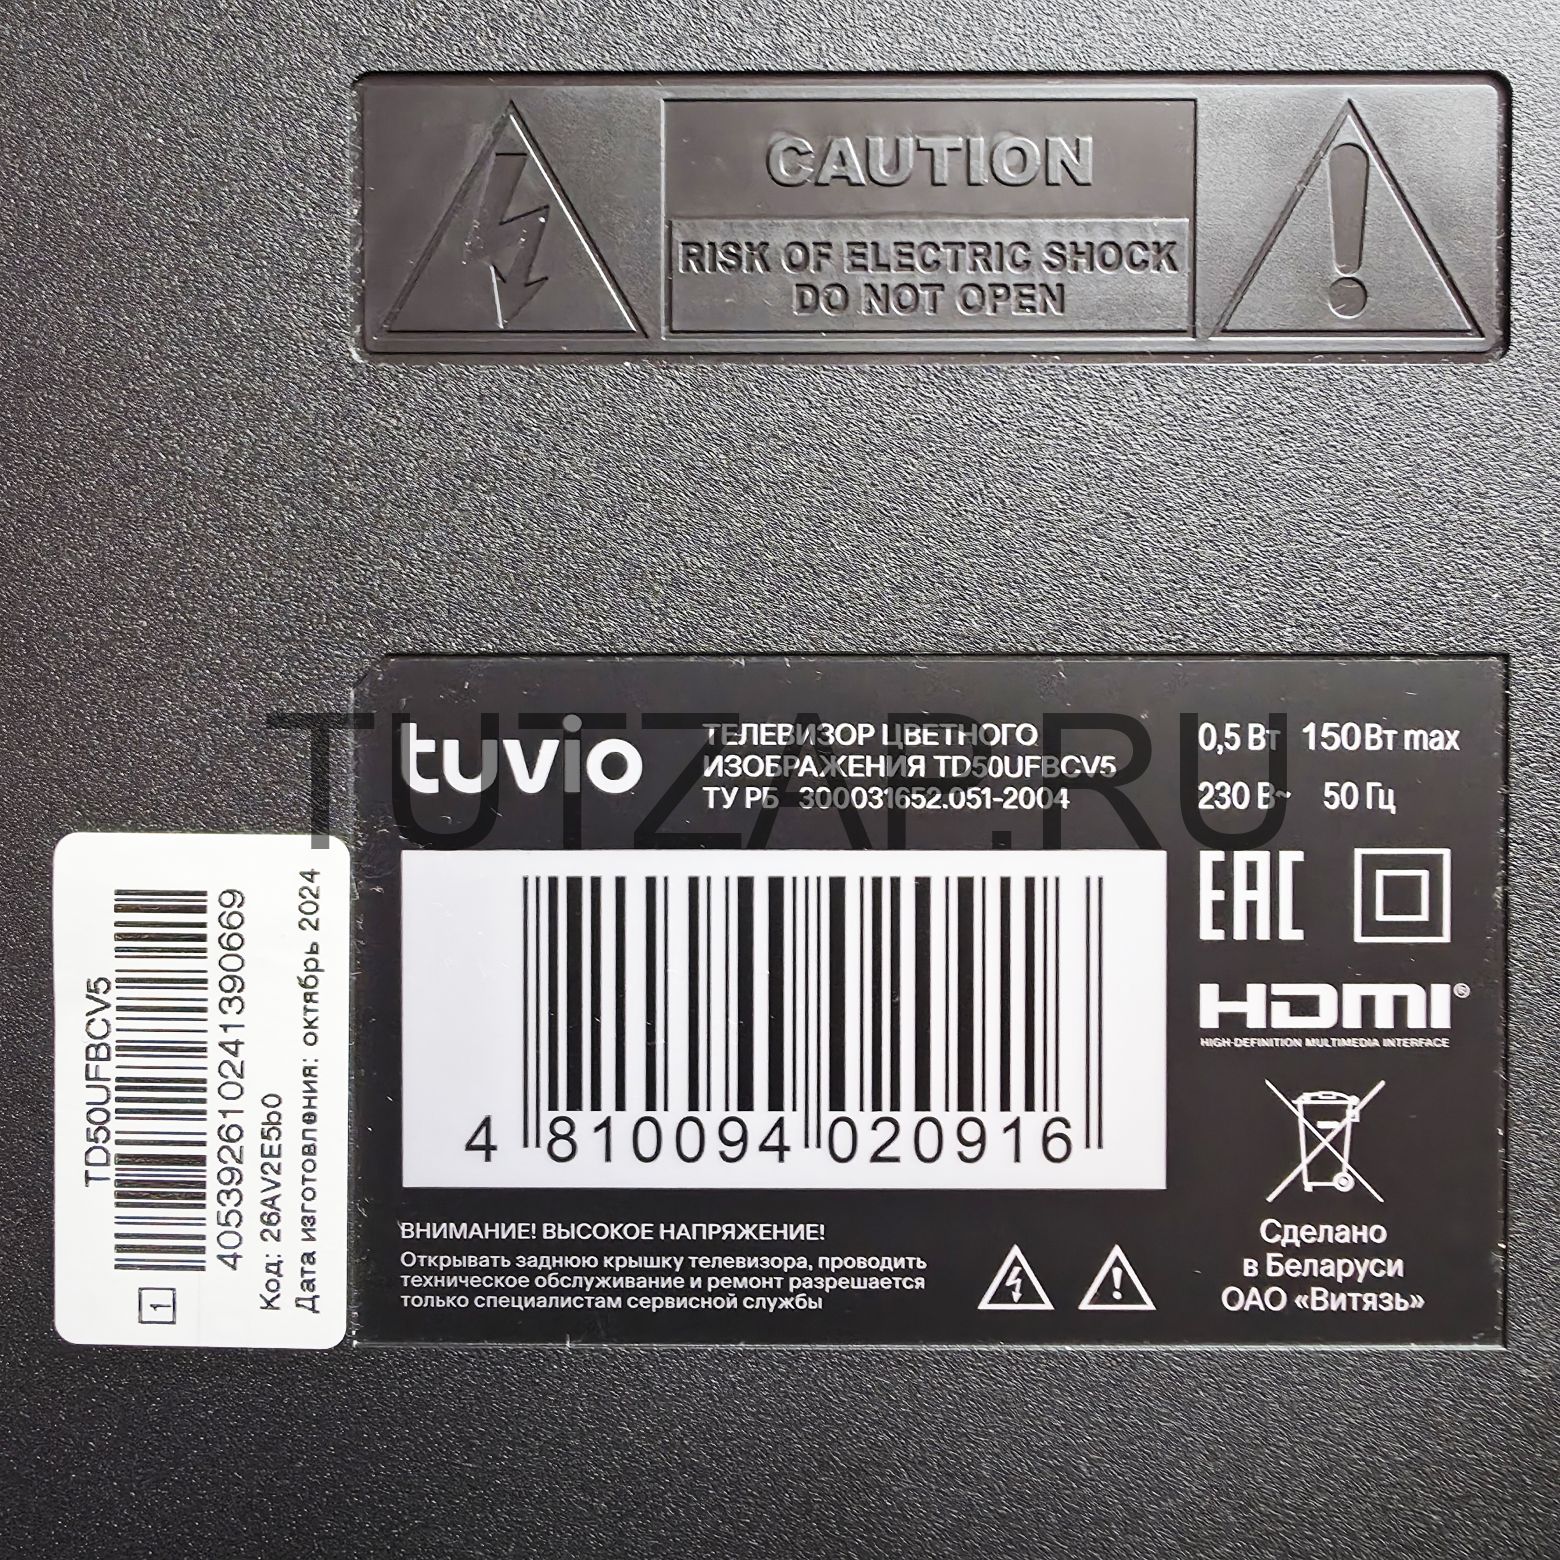 CAUTION
RISK OF ELECTRIC SHOCK
DO NOT OPEN
tuvio
ТЕЛЕВИЗОР ЦВЕТНОГО
ИЗОБРАЖЕНИЯ TD50UFBCV5
ТУ РБ 300031652.051-2004
0,5 Вт 150 Вт max
230 В~ 50 Гц
TUTZAP.RU
EAC
HDMI®
HIGH-DEFINITION MULTIMEDIA INTERFACE
4 810094 020916
ВНИМАНИЕ! ВЫСОКОЕ НАПРЯЖЕНИЕ!
Открывать заднюю крышку телевизора, проводить
техническое обслуживание и ремонт разрешается
только специалистам сервисной службы
Сделано
в Беларуси
ОАО «Витязь»
TD50UFBCV5
405392610241390669
Код: 26AV2E5b0
Дата изготовления: октябрь 2024
1